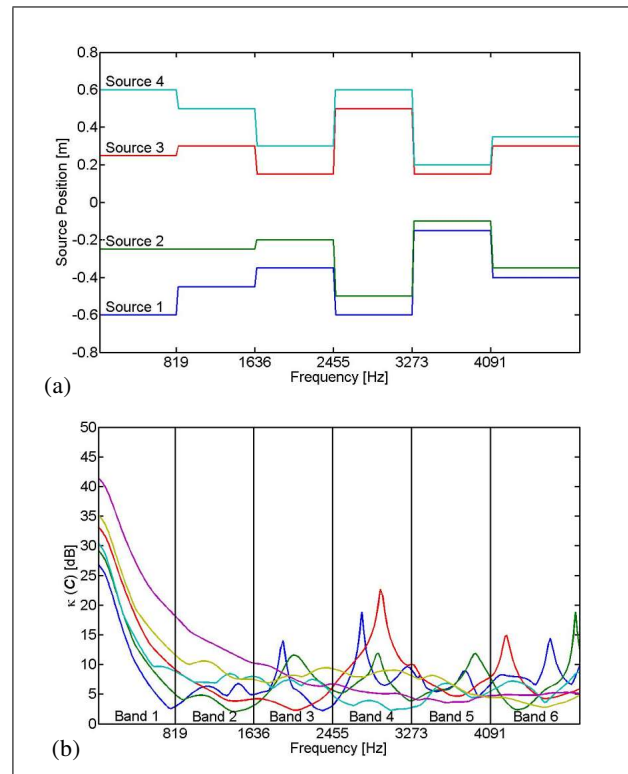 0.8
Source 4
0.6
0.4
Source 3
0.2
0
Source 2
-0.2
-0.4
Source 1
-0.6
-0.8
Source Position [m]
819 1636 2455 3273 4091
Frequency [Hz]
(a)
50
45
40
35
30
25
20
15
10
5
0
κ (C) [dB]
Band 1 Band 2 Band 3 Band 4 Band 5 Band 6
819 1636 2455 3273 4091
Frequency [Hz]
(b)